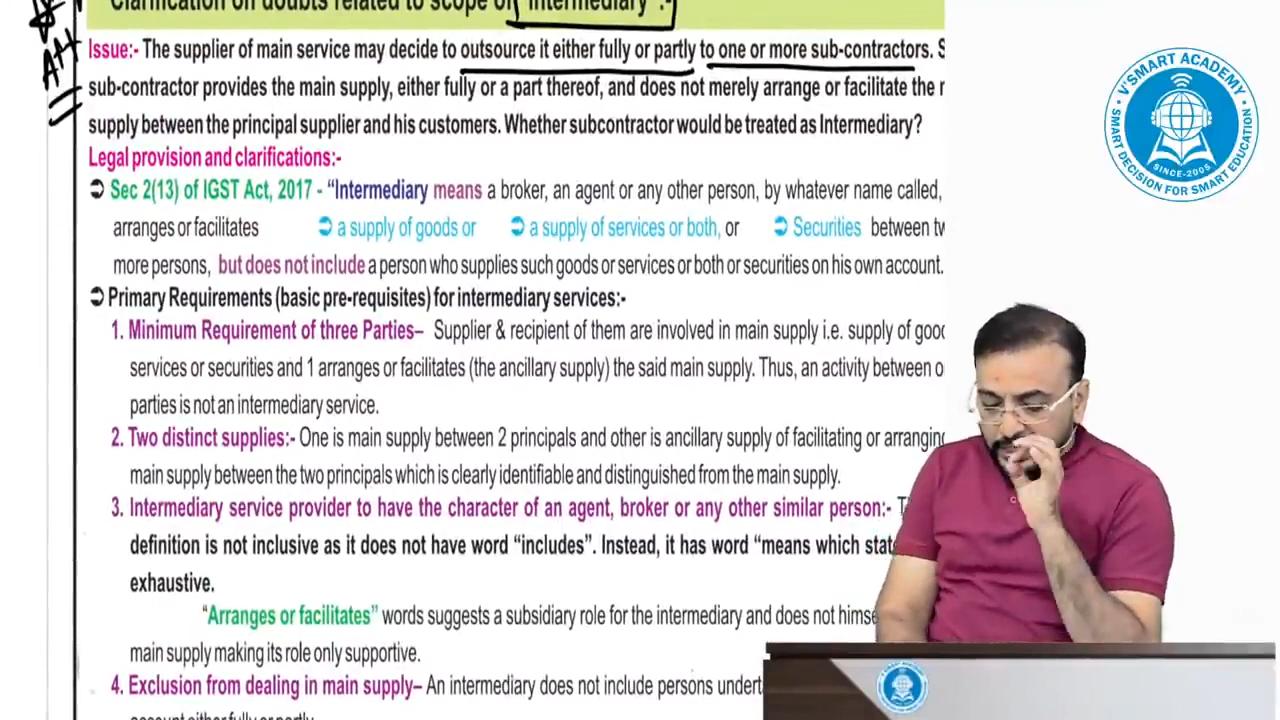 Clarification on doubts related to scope of "Intermediary":-
A++
Issue:- The supplier of main service may decide to outsource it either fully or partly to one or more sub-contractors. S
sub-contractor provides the main supply, either fully or a part thereof, and does not merely arrange or facilitate the
supply between the principal supplier and his customers. Whether subcontractor would be treated as Intermediary?
Legal provision and clarifications:-
➲ Sec 2(13) of IGST Act, 2017 - "Intermediary means a broker, an agent or any other person, by whatever name called,
arranges or facilitates ➲ a supply of goods or ➲ a supply of services or both, or ➲ Securities between
more persons, but does not include a person who supplies such goods or services or both or securities on his own account.
➲ Primary Requirements (basic pre-requisites) for intermediary services:-
1. Minimum Requirement of three Parties– Supplier & recipient of them are involved in main supply i.e. supply of
services or securities and 1 arranges or facilitates (the ancillary supply) the said main supply. Thus, an activity between
parties is not an intermediary service.
2. Two distinct supplies:- One is main supply between 2 principals and other is ancillary supply of facilitating or arranging
main supply between the two principals which is clearly identifiable and distinguished from the main supply.
3. Intermediary service provider to have the character of an agent, broker or any other similar person:-
definition is not inclusive as it does not have word "includes". Instead, it has word "means which
exhaustive.
"Arranges or facilitates" words suggests a subsidiary role for the intermediary and does not
main supply making its role only supportive.
4. Exclusion from dealing in main supply– An intermediary does not include persons
account either fully or partly.
V'SMART ACADEMY
SINCE-2005
SMART DECISION FOR SMART EDUCATION